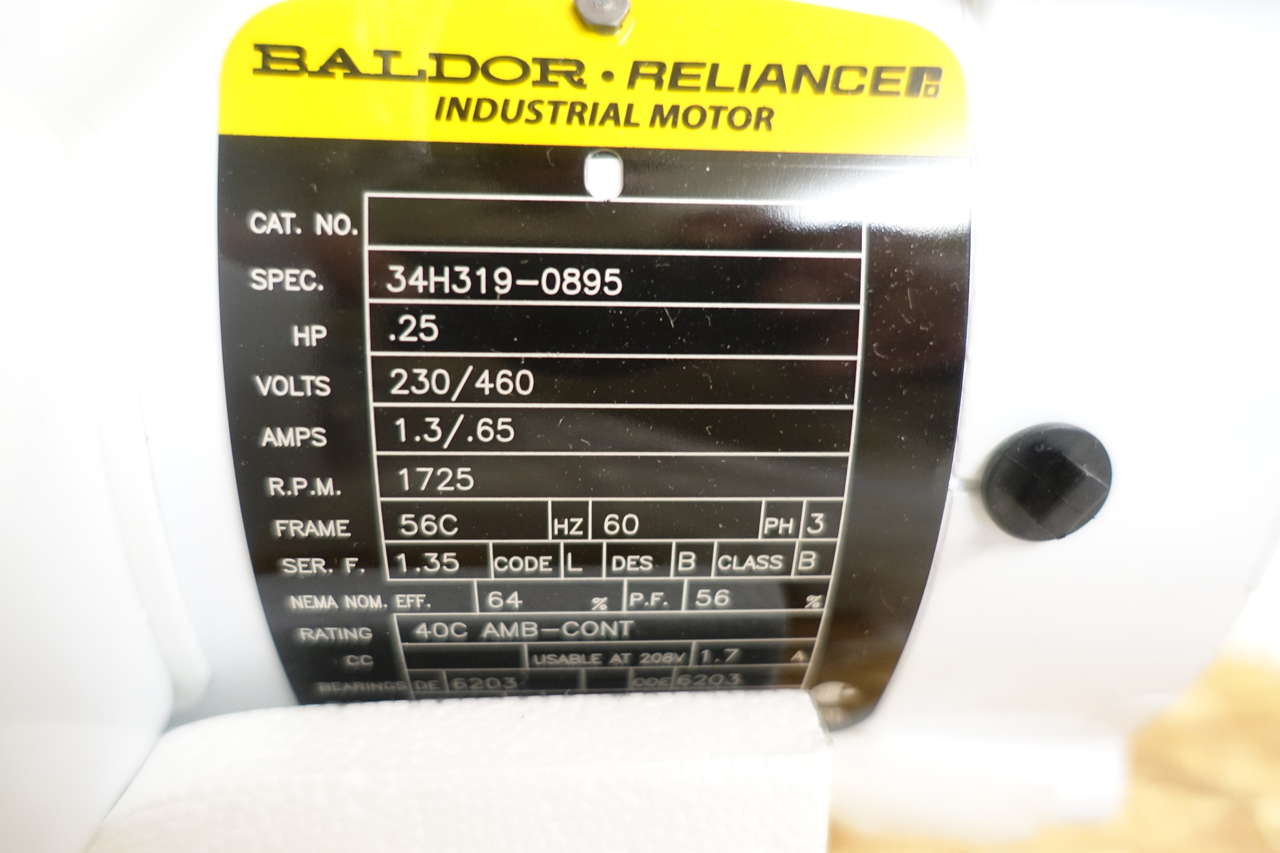 BALDOR · RELIANCE
INDUSTRIAL MOTOR
CAT. NO.
SPEC. 34H319-0895
HP .25
VOLTS 230/460
AMPS 1.3/.65
R.P.M. 1725
FRAME 56C HZ 60 PH 3
SER. F. 1.35 CODE L DES B CLASS B
NEMA NOM. EFF. 64 % P.F. 56 %
RATING 40C AMB-CONT
CC USABLE AT 208V 1.7 A
BEARINGS DE 6203 ODE 6203